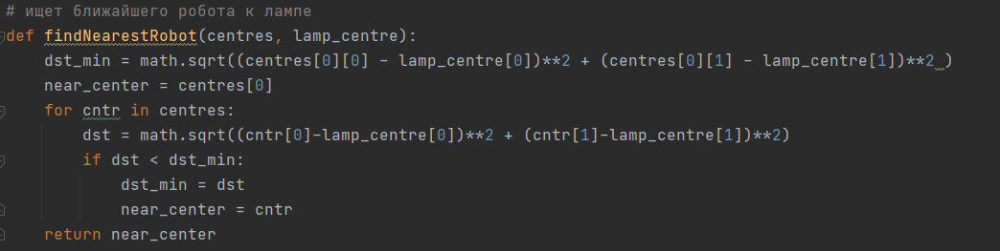 # ищет ближайшего робота к лампе
def findNearestRobot(centres, lamp_centre):
    dst_min = math.sqrt((centres[0][0] - lamp_centre[0])**2 + (centres[0][1] - lamp_centre[1])**2 )
    near_center = centres[0]
    for cntr in centres:
        dst = math.sqrt((cntr[0]-lamp_centre[0])**2 + (cntr[1]-lamp_centre[1])**2)
        if dst < dst_min:
            dst_min = dst
            near_center = cntr
    return near_center